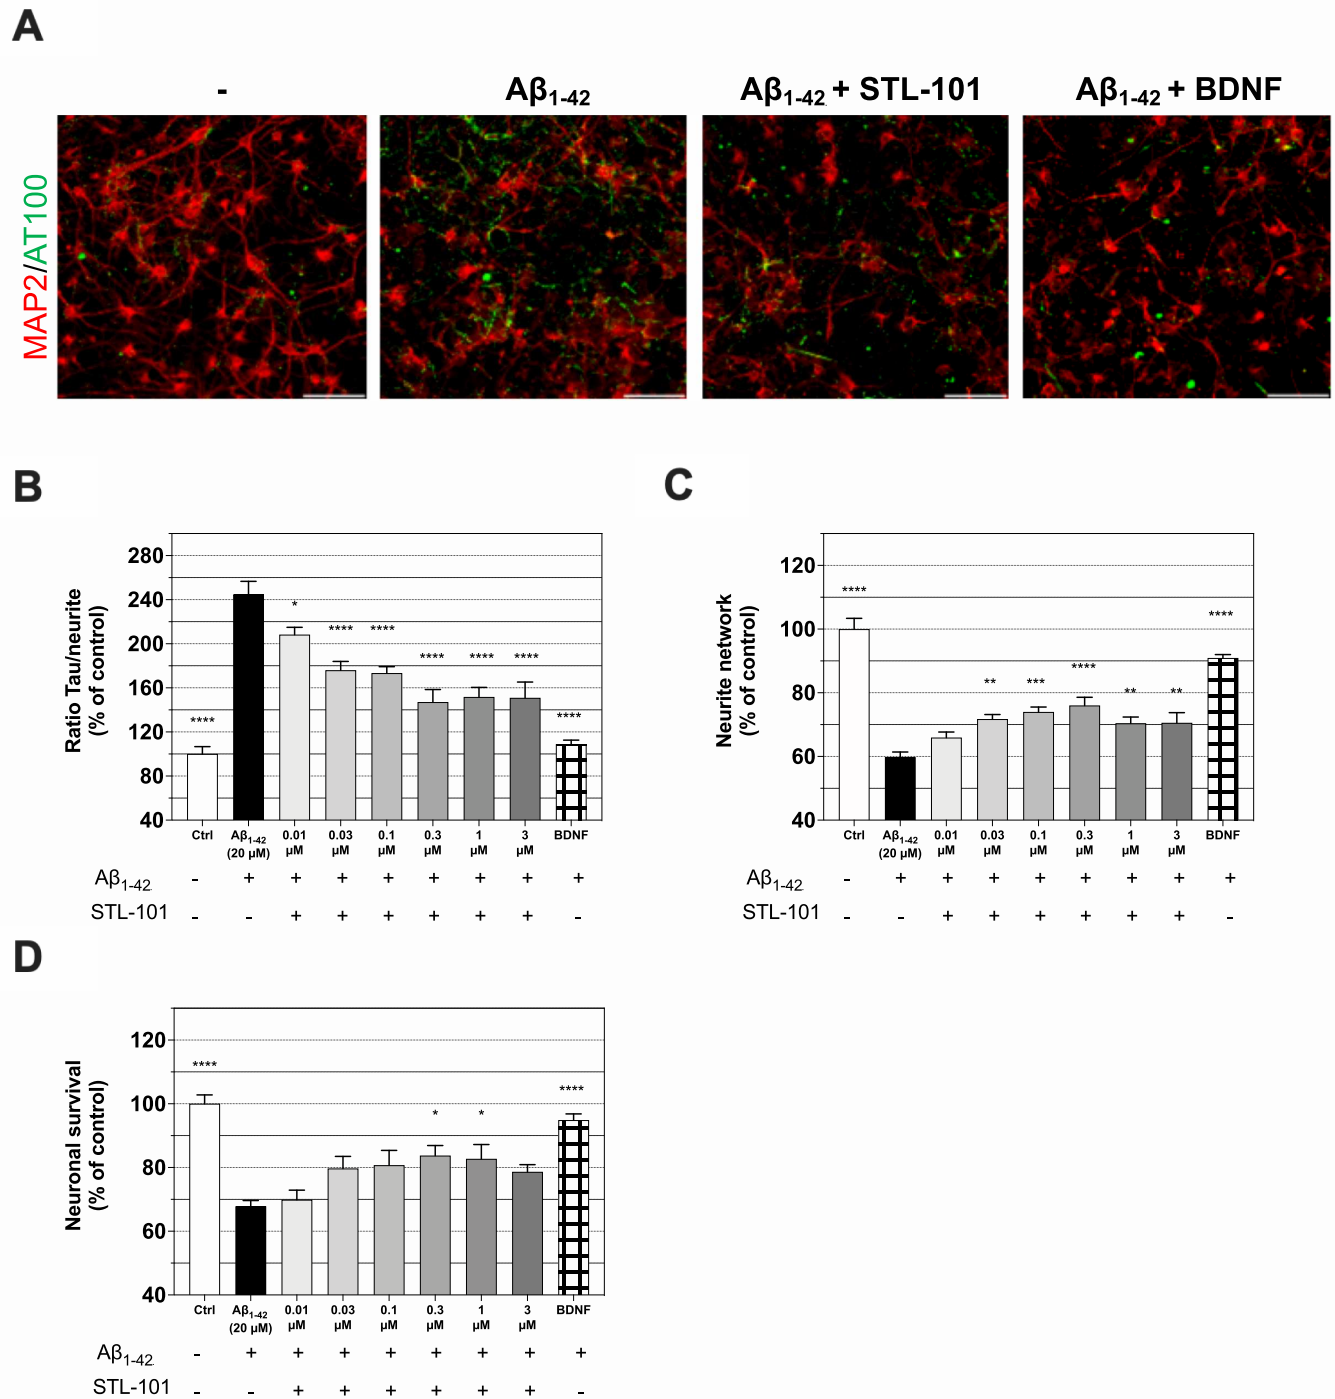 A
- Aβ1-42 Aβ1-42 + STL-101 Aβ1-42 + BDNF
MAP2/AT100
B
Ratio Tau/neurite
(% of control)
280
240
200
160
120
80
40
**** * **** **** **** **** **** ****
Ctrl Aβ1-42 0.01 0.03 0.1 0.3 1 3 BDNF
(20 µM) µM µM µM µM µM µM
Aβ1-42 - + + + + + + + +
STL-101 - - + + + + + + -
C
Neurite network
(% of control)
120
100
80
60
40
**** ** *** **** ** ** ****
Ctrl Aβ1-42 0.01 0.03 0.1 0.3 1 3 BDNF
(20 µM) µM µM µM µM µM µM
Aβ1-42 - + + + + + + + +
STL-101 - - + + + + + + -
D
Neuronal survival
(% of control)
120
100
80
60
40
**** * * ****
Ctrl Aβ1-42 0.01 0.03 0.1 0.3 1 3 BDNF
(20 µM) µM µM µM µM µM µM
Aβ1-42 - + + + + + + + +
STL-101 - - + + + + + + -